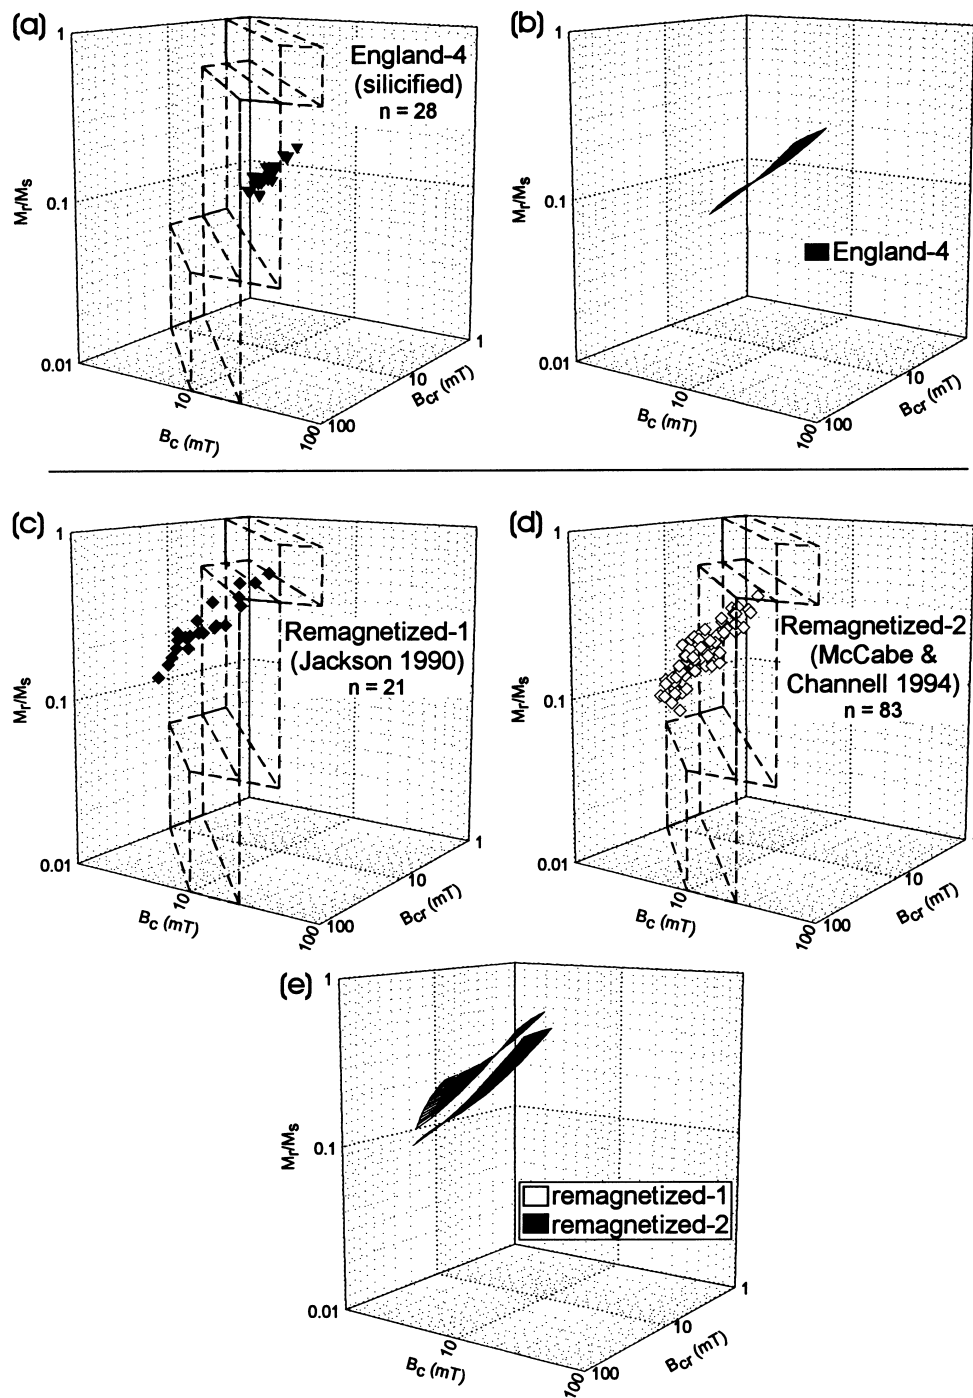 (a)
1
England-4
(silicified)
n = 28
Mr/Ms
0.1
0.01
10
Bc (mT)
100
100
10
Bcr (mT)
1
(b)
1
Mr/Ms
0.1
England-4
0.01
10
Bc (mT)
100
100
10
Bcr (mT)
(c)
1
Remagnetized-1
(Jackson 1990)
n = 21
Mr/Ms
0.1
0.01
10
Bc (mT)
100
100
10
Bcr (mT)
1
(d)
1
Remagnetized-2
(McCabe &
Channell 1994)
n = 83
Mr/Ms
0.1
0.01
10
Bc (mT)
100
100
10
Bcr (mT)
(e)
1
Mr/Ms
0.1
remagnetized-1
remagnetized-2
0.01
10
Bc (mT)
100
100
10
Bcr (mT)
1